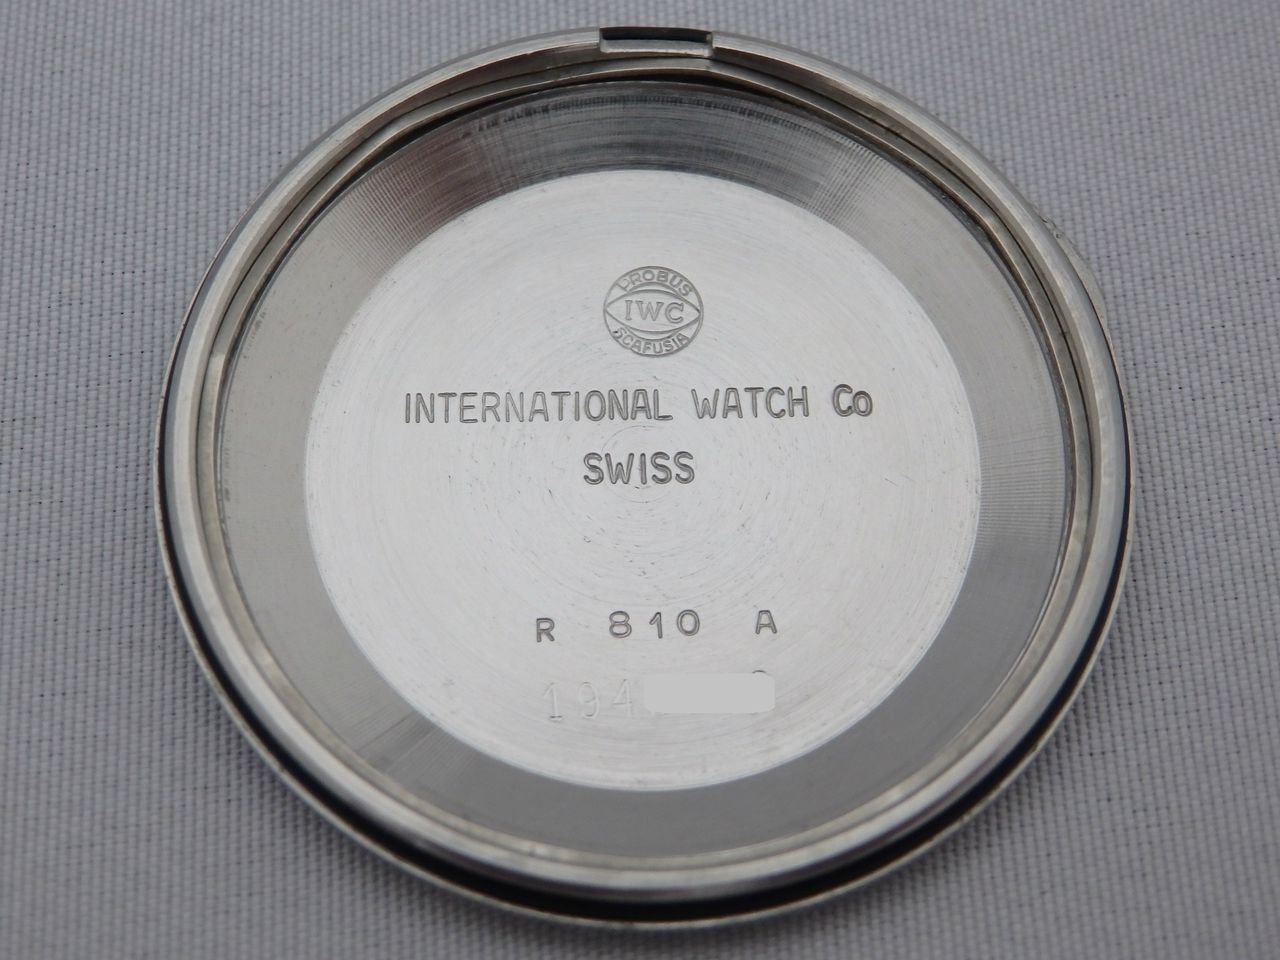 PROBUS
IWC
SCAFUSIA
INTERNATIONAL WATCH Co
SWISS
R 810 A
194